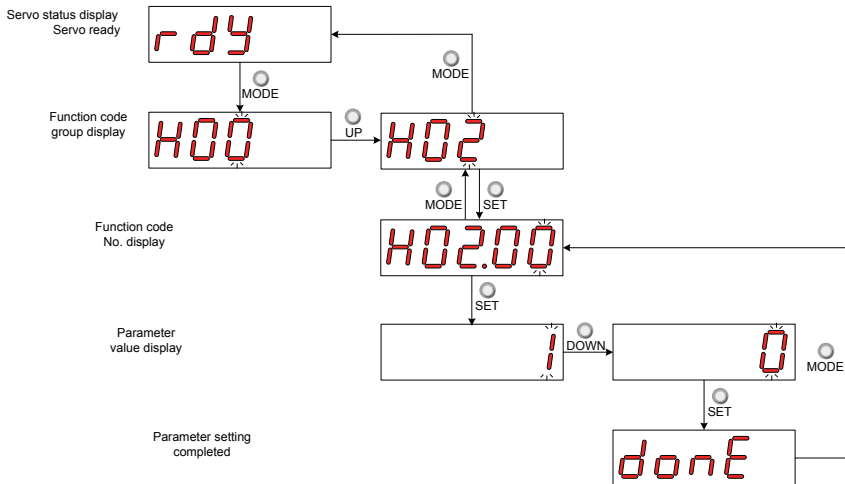 Servo status display
Servo ready
rdy
MODE
MODE
Function code
group display
H00
UP
H02
MODE
SET
Function code
No. display
H02.00
SET
Parameter
value display
1
DOWN
0
MODE
SET
Parameter setting
completed
donE